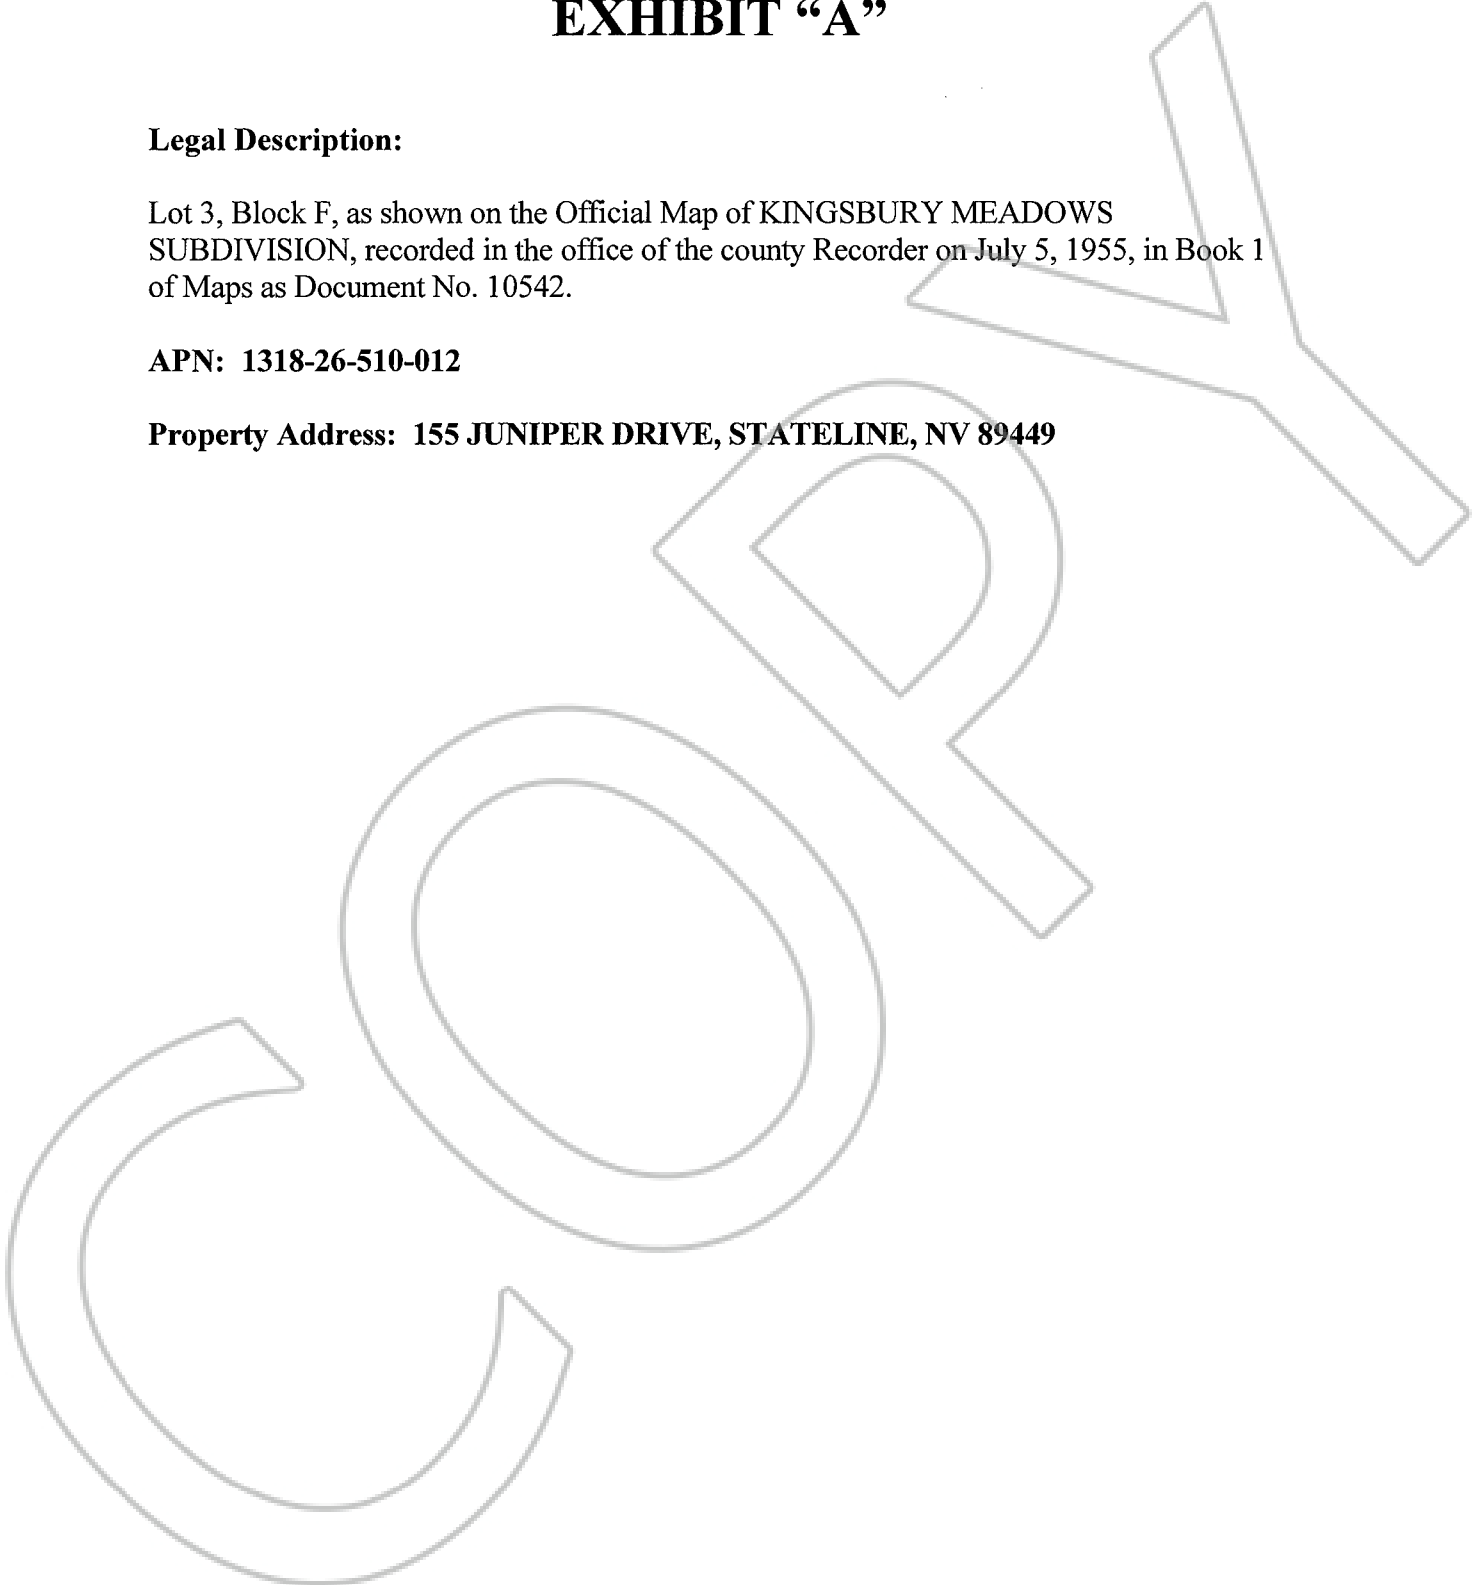 EXHIBIT “A”
Legal Description:
Lot 3, Block F, as shown on the Official Map of KINGSBURY MEADOWS
SUBDIVISION, recorded in the office of the county Recorder on July 5, 1955, in Book 1
of Maps as Document No. 10542.
APN: 1318-26-510-012
Property Address: 155 JUNIPER DRIVE, STATELINE, NV 89449
COPY